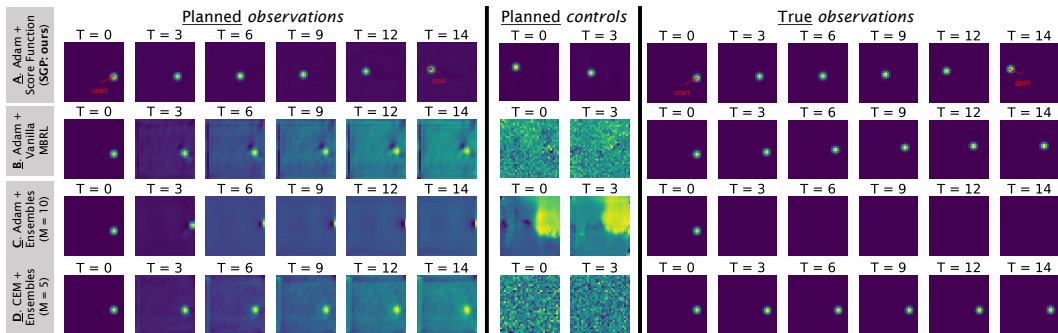 Planned observations
Planned controls
True observations
A. Adam +
Score Function
(SGP: ours)
T = 0 T = 3 T = 6 T = 9 T = 12 T = 14
T = 0 T = 3
T = 0 T = 3 T = 6 T = 9 T = 12 T = 14
start
goal
start
goal
B. Adam +
Vanilla
MBRL
T = 0 T = 3 T = 6 T = 9 T = 12 T = 14
T = 0 T = 3
T = 0 T = 3 T = 6 T = 9 T = 12 T = 14
C. Adam +
Ensembles
(M = 10)
T = 0 T = 3 T = 6 T = 9 T = 12 T = 14
T = 0 T = 3
T = 0 T = 3 T = 6 T = 9 T = 12 T = 14
D. CEM +
Ensembles
(M = 5)
T = 0 T = 3 T = 6 T = 9 T = 12 T = 14
T = 0 T = 3
T = 0 T = 3 T = 6 T = 9 T = 12 T = 14